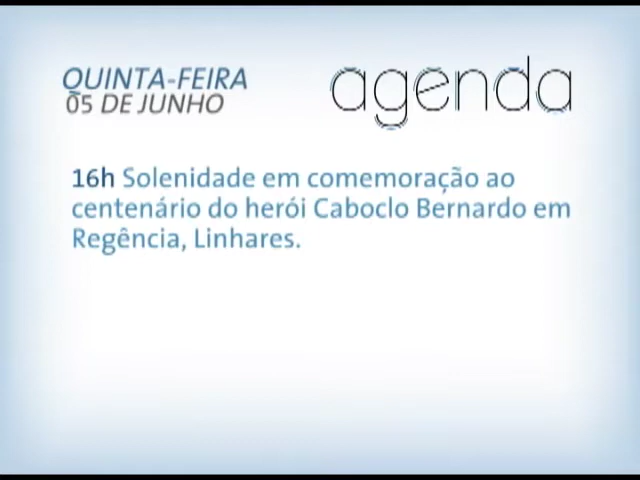 QUINTA-FEIRA
05 DE JUNHO
agenda
16h Solenidade em comemoração ao
centenário do herói Caboclo Bernardo em
Regência, Linhares.